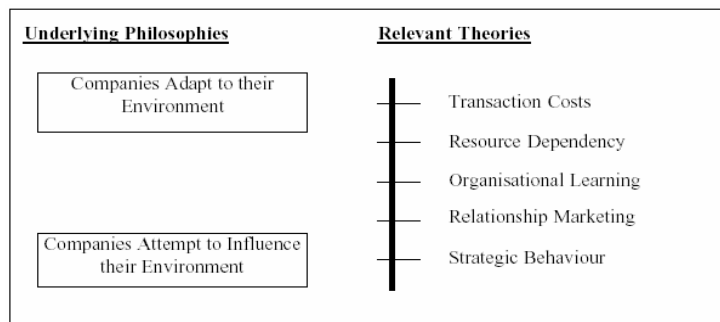 Underlying Philosophies
Relevant Theories
Companies Adapt to their
Environment
Transaction Costs
Resource Dependency
Organisational Learning
Relationship Marketing
Companies Attempt to Influence
their Environment
Strategic Behaviour